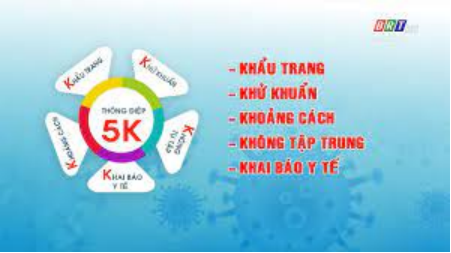 BRT
KHẨU TRANG
KHỬ KHUẨN
THÔNG ĐIỆP
5K
KHOẢNG CÁCH
KHÔNG
TỤ TẬP
KHAI BÁO
Y TẾ
- KHẨU TRANG
- KHỬ KHUẨN
- KHOẢNG CÁCH
- KHÔNG TẬP TRUNG
- KHAI BÁO Y TẾ